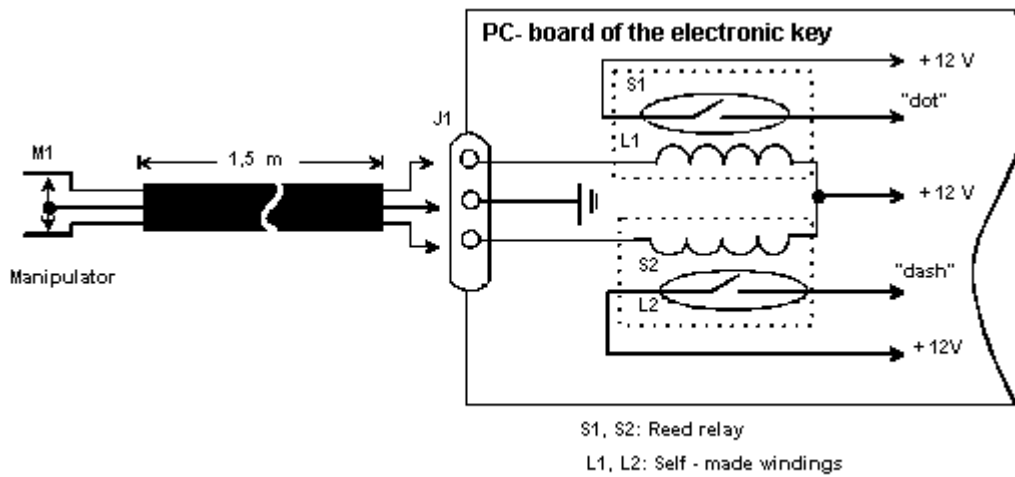 PC- board of the electronic key
+ 12 V
S1
"dot"
J1
L1
M1
1,5 m
+ 12 V
Manipulator
S2
"dash"
L2
+ 12V
S1, S2: Reed relay
L1, L2: Self - made windings